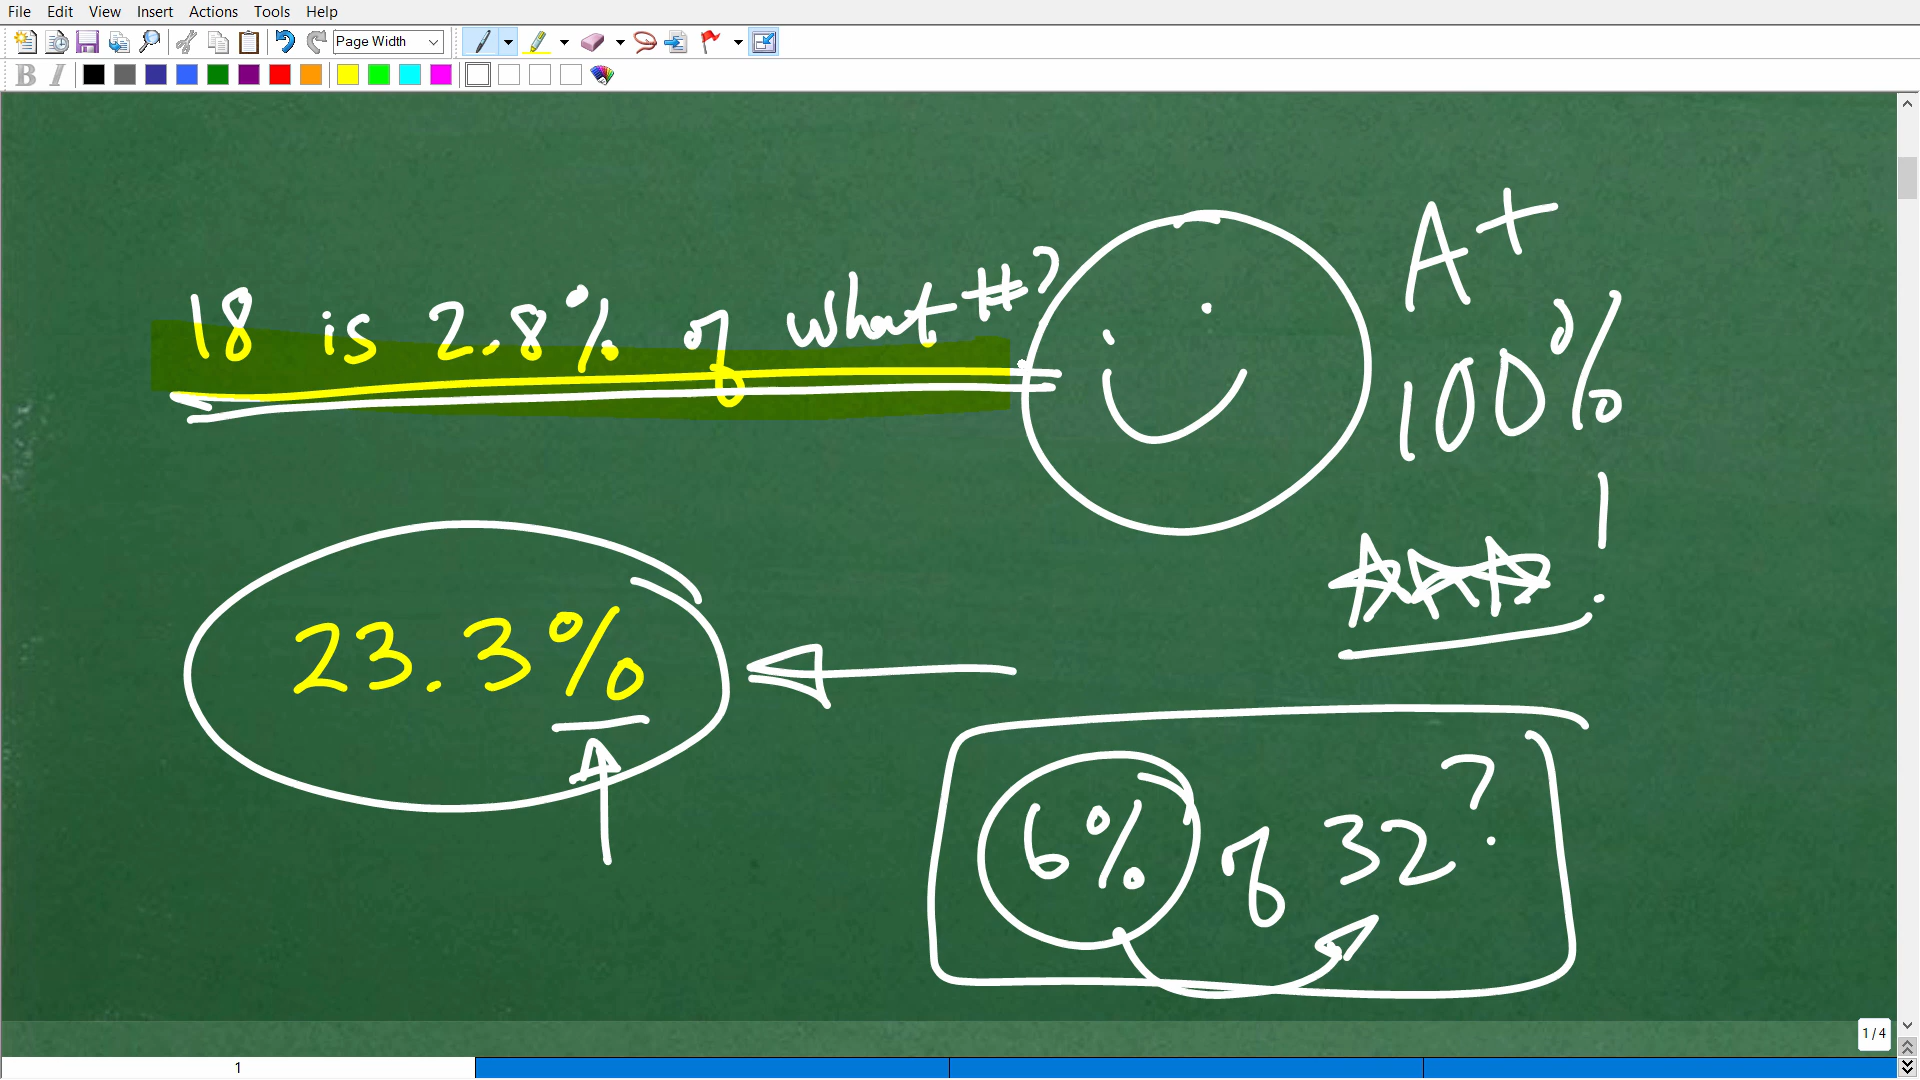 File Edit View Insert Actions Tools Help
Page Width
B I
18 is 2.8% of what #?
A+
100%
!
23.3%
6% of 32?
1 / 4
1